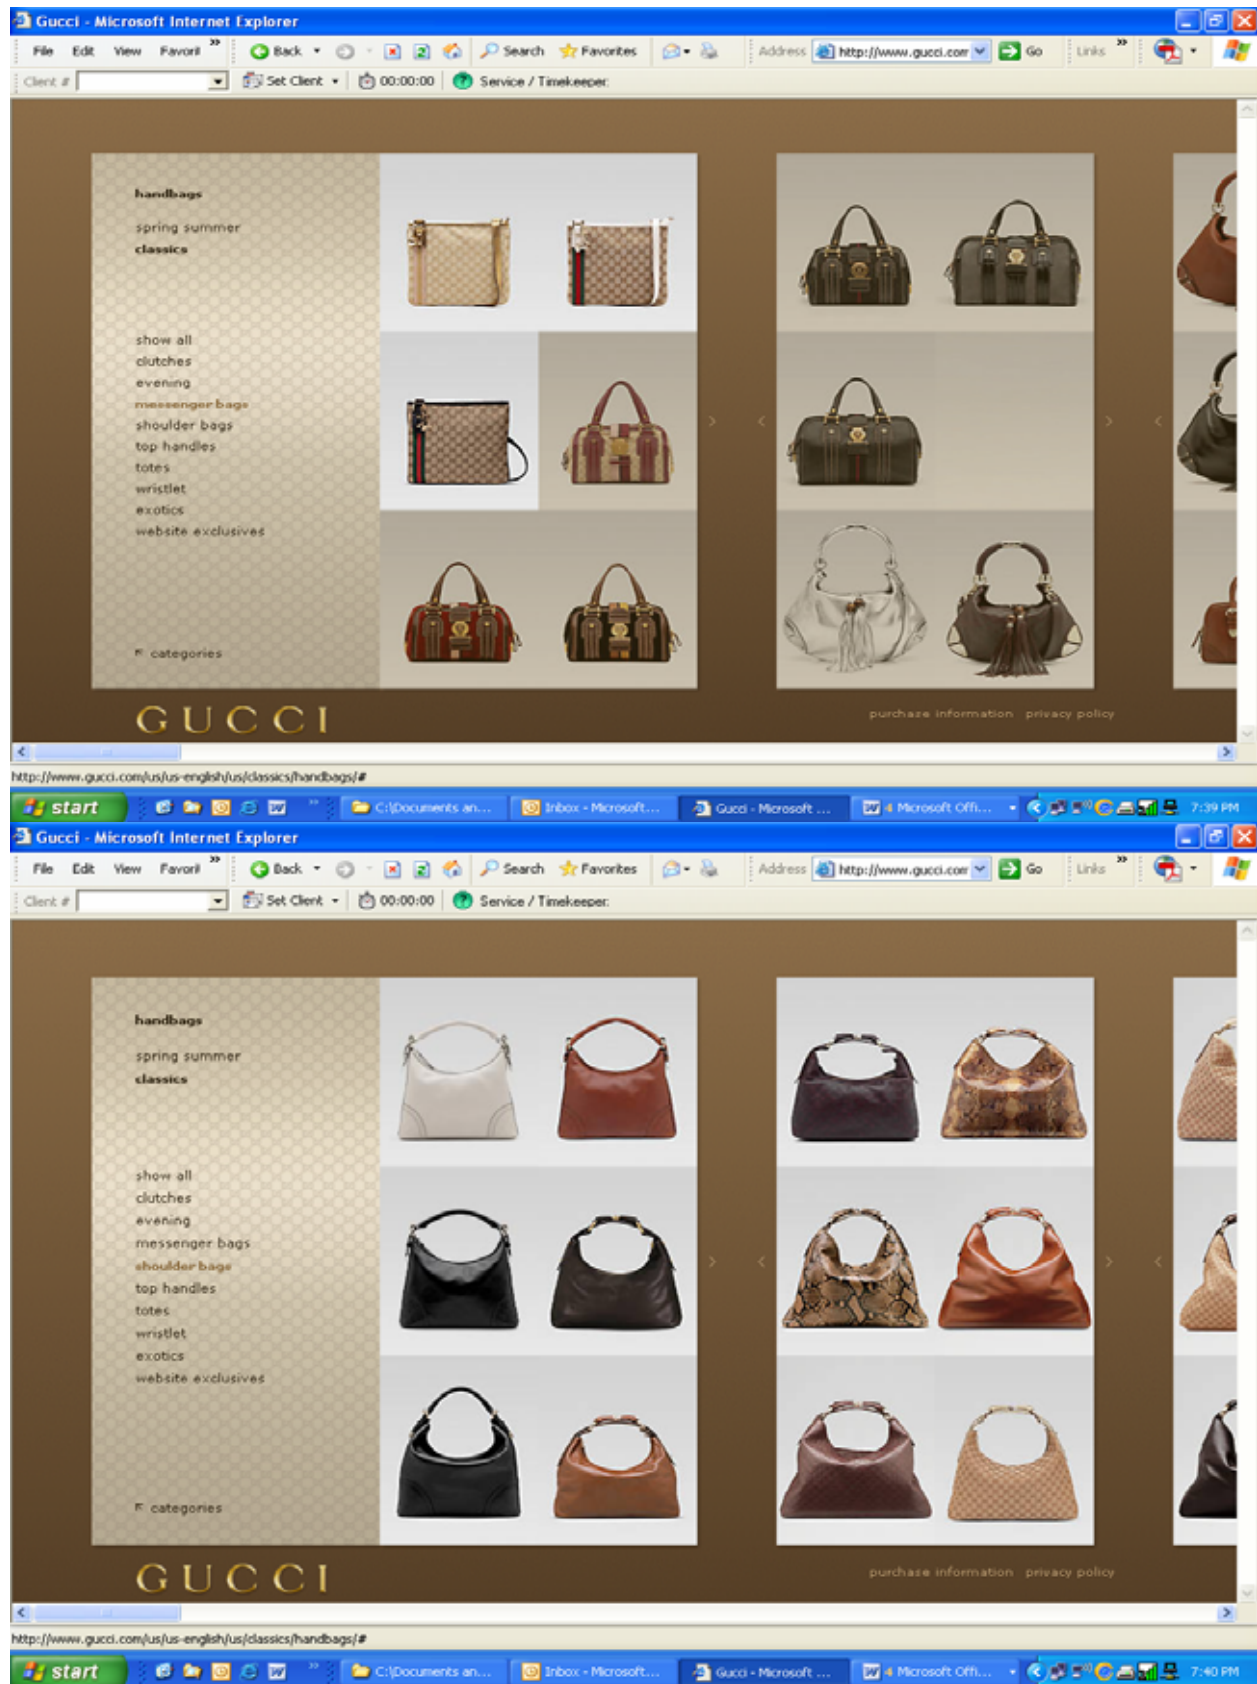 Gucci - Microsoft Internet Explorer
File Edit View Favorit » Back Search Favorites Address http://www.gucci.com Go Links »
Client # Set Client 00:00:00 Service / Timekeeper:
handbags
spring summer
classics
show all
clutches
evening
messenger bags
shoulder bags
top handles
totes
wristlet
exotics
website exclusives
categories
GUCCI
purchase information privacy policy
http://www.gucci.com/us/us-english/us/classics/handbags/#
start » C:\Documents an... Inbox - Microsoft... Gucci - Microsoft ... 4 Microsoft Offi... 7:39 PM
Gucci - Microsoft Internet Explorer
File Edit View Favorit » Back Search Favorites Address http://www.gucci.com Go Links »
Client # Set Client 00:00:00 Service / Timekeeper:
handbags
spring summer
classics
show all
clutches
evening
messenger bags
shoulder bags
top handles
totes
wristlet
exotics
website exclusives
categories
GUCCI
purchase information privacy policy
http://www.gucci.com/us/us-english/us/classics/handbags/#
start » C:\Documents an... Inbox - Microsoft... Gucci - Microsoft ... 4 Microsoft Offi... 7:40 PM